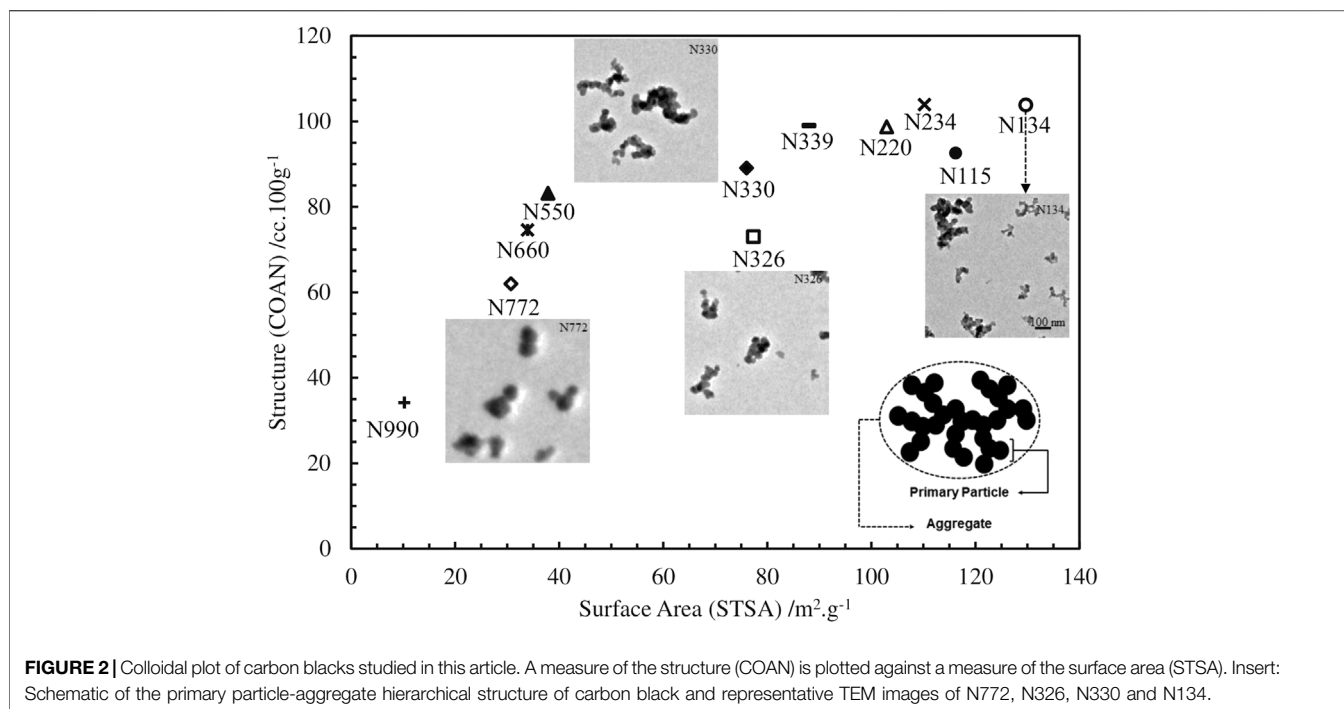 120
100
80
60
40
20
0
Structure (COAN) /cc.100g⁻¹
N330
N234
N134
N339
N220
N330
N115
N550
N134
N660
N326
N772
N326
N772
100 nm
N990
Primary Particle
Aggregate
0 20 40 60 80 100 120 140
Surface Area (STSA) /m².g⁻¹
FIGURE 2 | Colloidal plot of carbon blacks studied in this article. A measure of the structure (COAN) is plotted against a measure of the surface area (STSA). Insert:
Schematic of the primary particle-aggregate hierarchical structure of carbon black and representative TEM images of N772, N326, N330 and N134.